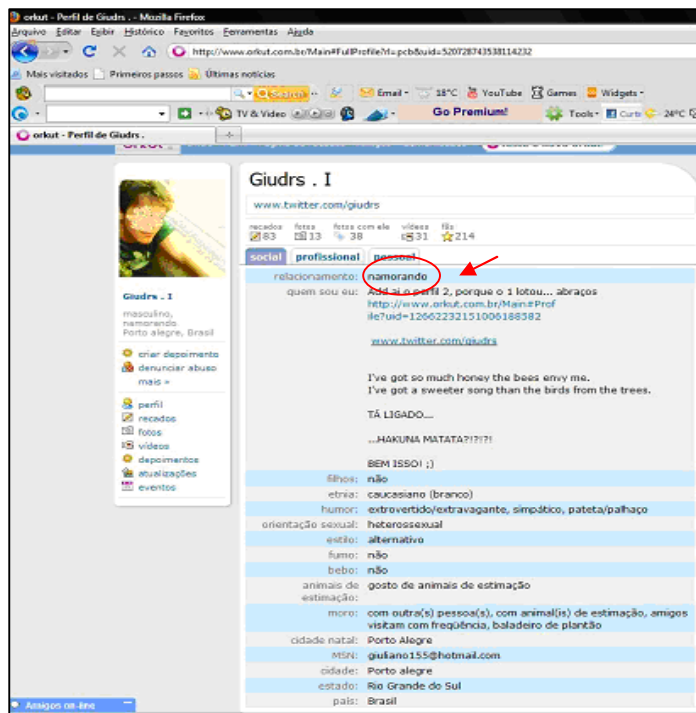 orkut - Perfil de Giudrs . - Mozilla Firefox
Arquivo Editar Exibir Histórico Favoritos Ferramentas Ajuda
http://www.orkut.com.br/Main#FullProfile?rl=pcb&uid=520728743538114232
Mais visitados Primeiros passos Últimas notícias
Search Email 18°C YouTube Games Widgets
TV & Video Go Premium! Tools 24°C
orkut - Perfil de Giudrs .
Giudrs . I
www.twitter.com/giudrs
recados fotos fotos com ele vídeos fãs
83 13 38 31 214
social profissional pessoal
relacionamento: namorando
quem sou eu: Add ai o perfil 2, porque o 1 lotou... abraços
http://www.orkut.com.br/Main#Prof
ile?uid=12662232151006188582
www.twitter.com/giudrs
I've got so much honey the bees envy me.
I've got a sweeter song than the birds from the trees.
TÁ LIGADO...
...HAKUNA MATATA?!?!?!
BEM ISSO! ;)
filhos: não
etnia: caucasiano (branco)
humor: extrovertido/extravagante, simpático, pateta/palhaço
orientação sexual: heterossexual
estilo: alternativo
fumo: não
bebo: não
animais de estimação: gosto de animais de estimação
moro: com outra(s) pessoa(s), com animal(is) de estimação, amigos
visitam com freqüência, baladeiro de plantão
cidade natal: Porto Alegre
MSN: giuliano155@hotmail.com
cidade: Porto alegre
estado: Rio Grande do Sul
país: Brasil
Giudrs . I
masculino,
namorando
Porto alegre, Brasil
criar depoimento
denunciar abuso
mais »
perfil
recados
fotos
vídeos
depoimentos
atualizações
eventos
Amigos on-line